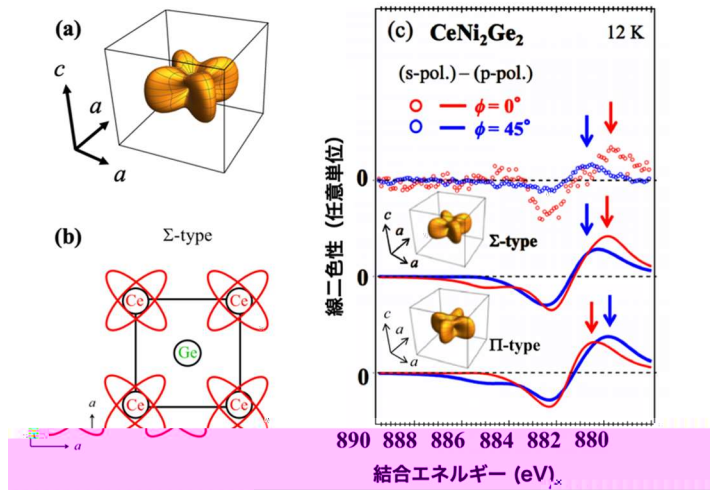 (a)
c
a
a
(b)
Σ-type
Ce
Ce
Ge
Ce
Ce
a
a
(c) CeNi₂Ge₂ 12 K
(s-pol.) – (p-pol.)
ϕ = 0°
ϕ = 45°
線二色性 (任意単位)
0
c
a
a
Σ-type
0
c
a
a
Π-type
0
890 888 886 884 882 880
結合エネルギー (eV)